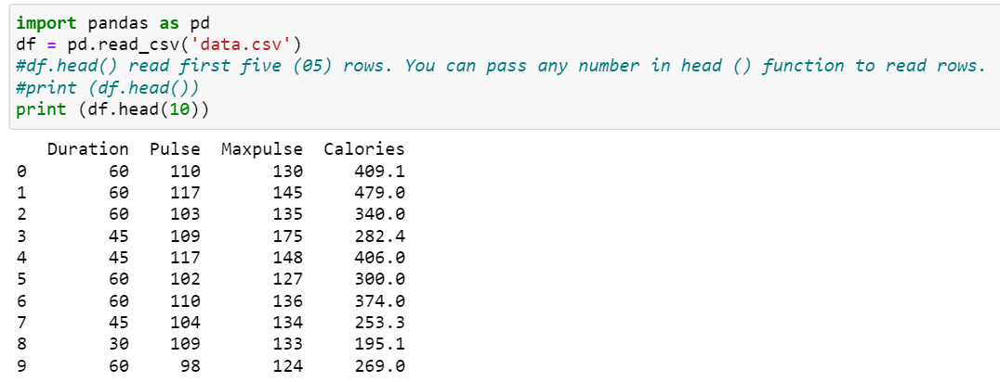 import pandas as pd
df = pd.read_csv('data.csv')
#df.head() read first five (05) rows. You can pass any number in head () function to read rows.
#print (df.head())
print (df.head(10))
Duration Pulse Maxpulse Calories
0 60 110 130 409.1
1 60 117 145 479.0
2 60 103 135 340.0
3 45 109 175 282.4
4 45 117 148 406.0
5 60 102 127 300.0
6 60 110 136 374.0
7 45 104 134 253.3
8 30 109 133 195.1
9 60 98 124 269.0